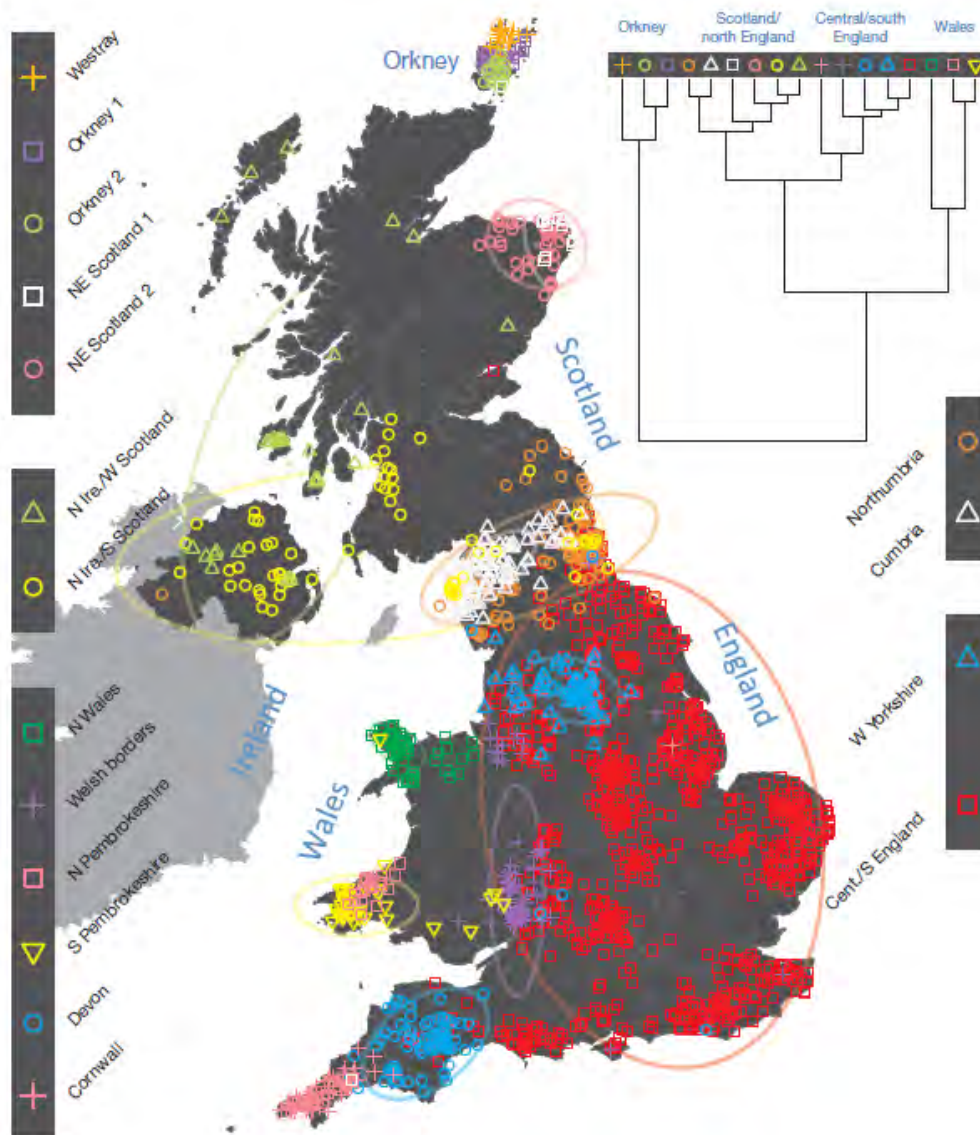 Orkney
Scotland/
north England
Central/south
England
Wales
Westray
Orkney 1
Orkney 2
NE Scotland 1
NE Scotland 2
N Ire./W Scotland
N Ire./S Scotland
N Wales
Welsh borders
N Pembrokeshire
S Pembrokeshire
Devon
Cornwall
Orkney
Scotland
England
Ireland
Wales
Northumbria
Cumbria
W Yorkshire
Cent./S England